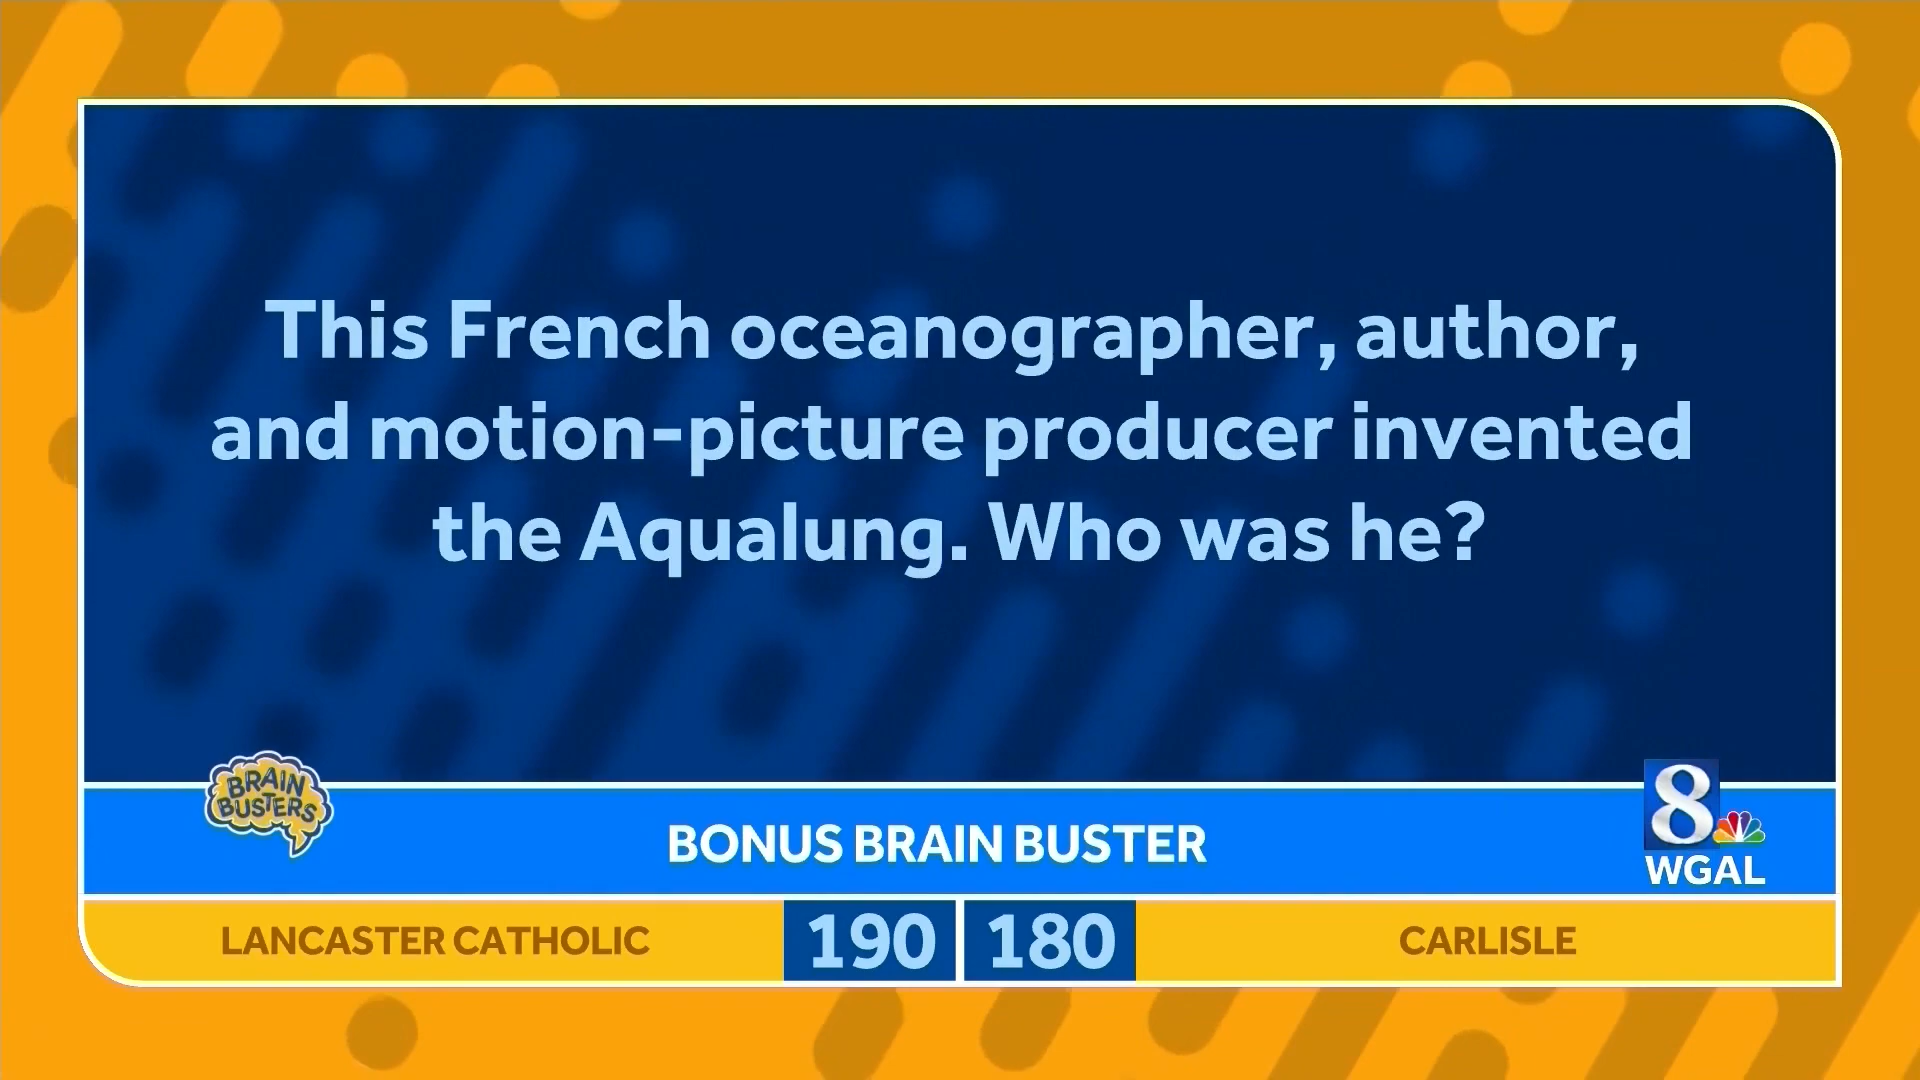 This French oceanographer, author,
and motion-picture producer invented
the Aqualung. Who was he?
BRAIN
BUSTERS
BONUS BRAIN BUSTER
8
WGAL
LANCASTER CATHOLIC 190 180 CARLISLE